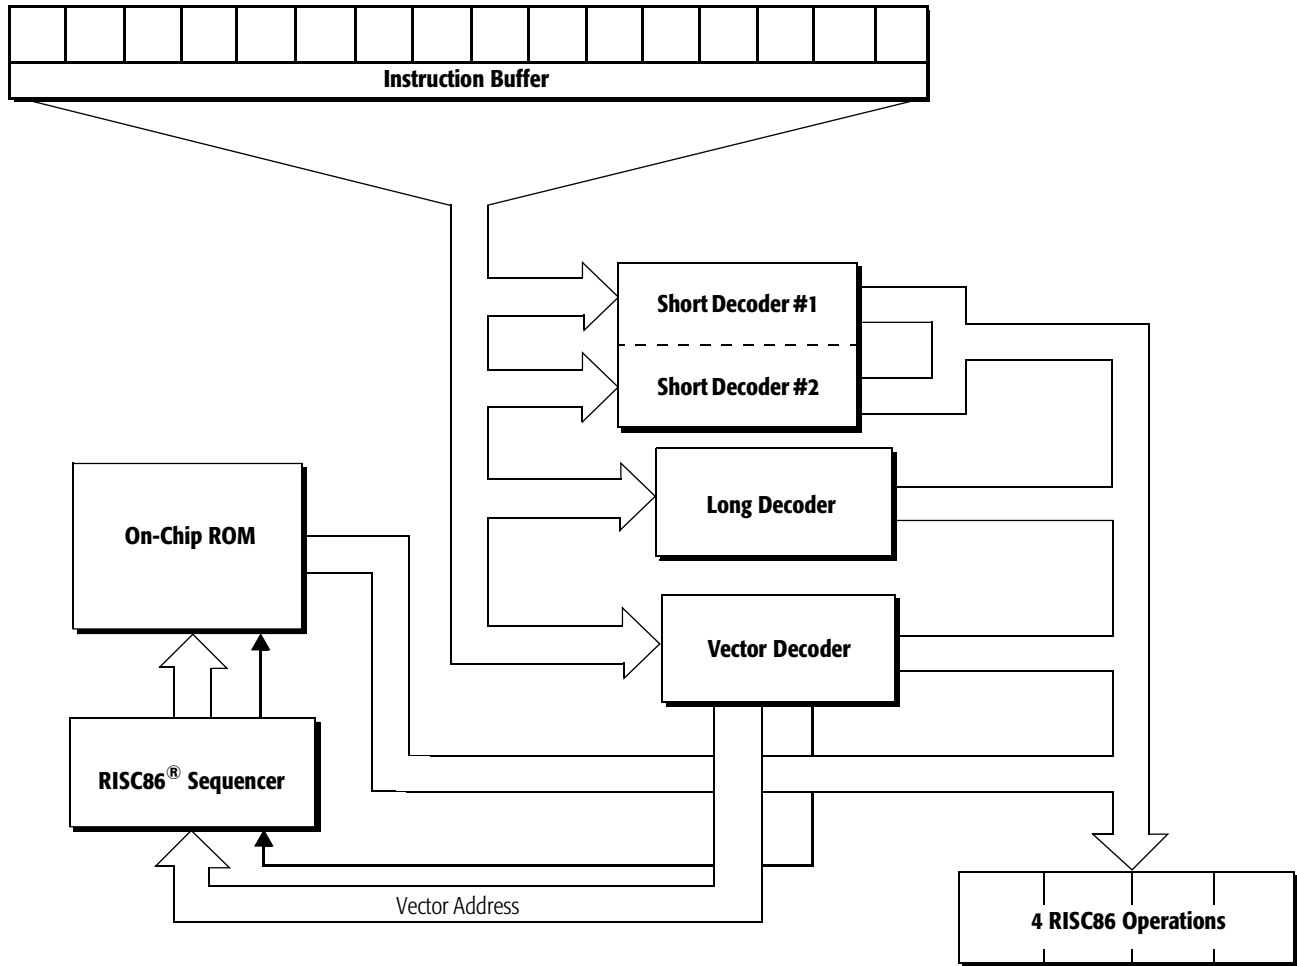 Instruction Buffer
Short Decoder #1
Short Decoder #2
Long Decoder
On-Chip ROM
Vector Decoder
RISC86® Sequencer
Vector Address
4 RISC86 Operations